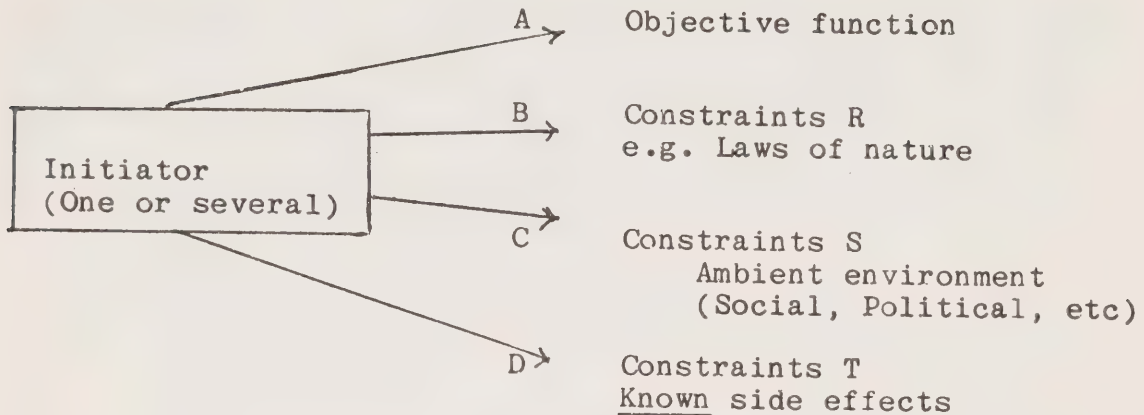 A Objective function
B Constraints R
e.g. Laws of nature
Initiator
(One or several)
C Constraints S
Ambient environment
(Social, Political, etc)
D Constraints T
Known side effects